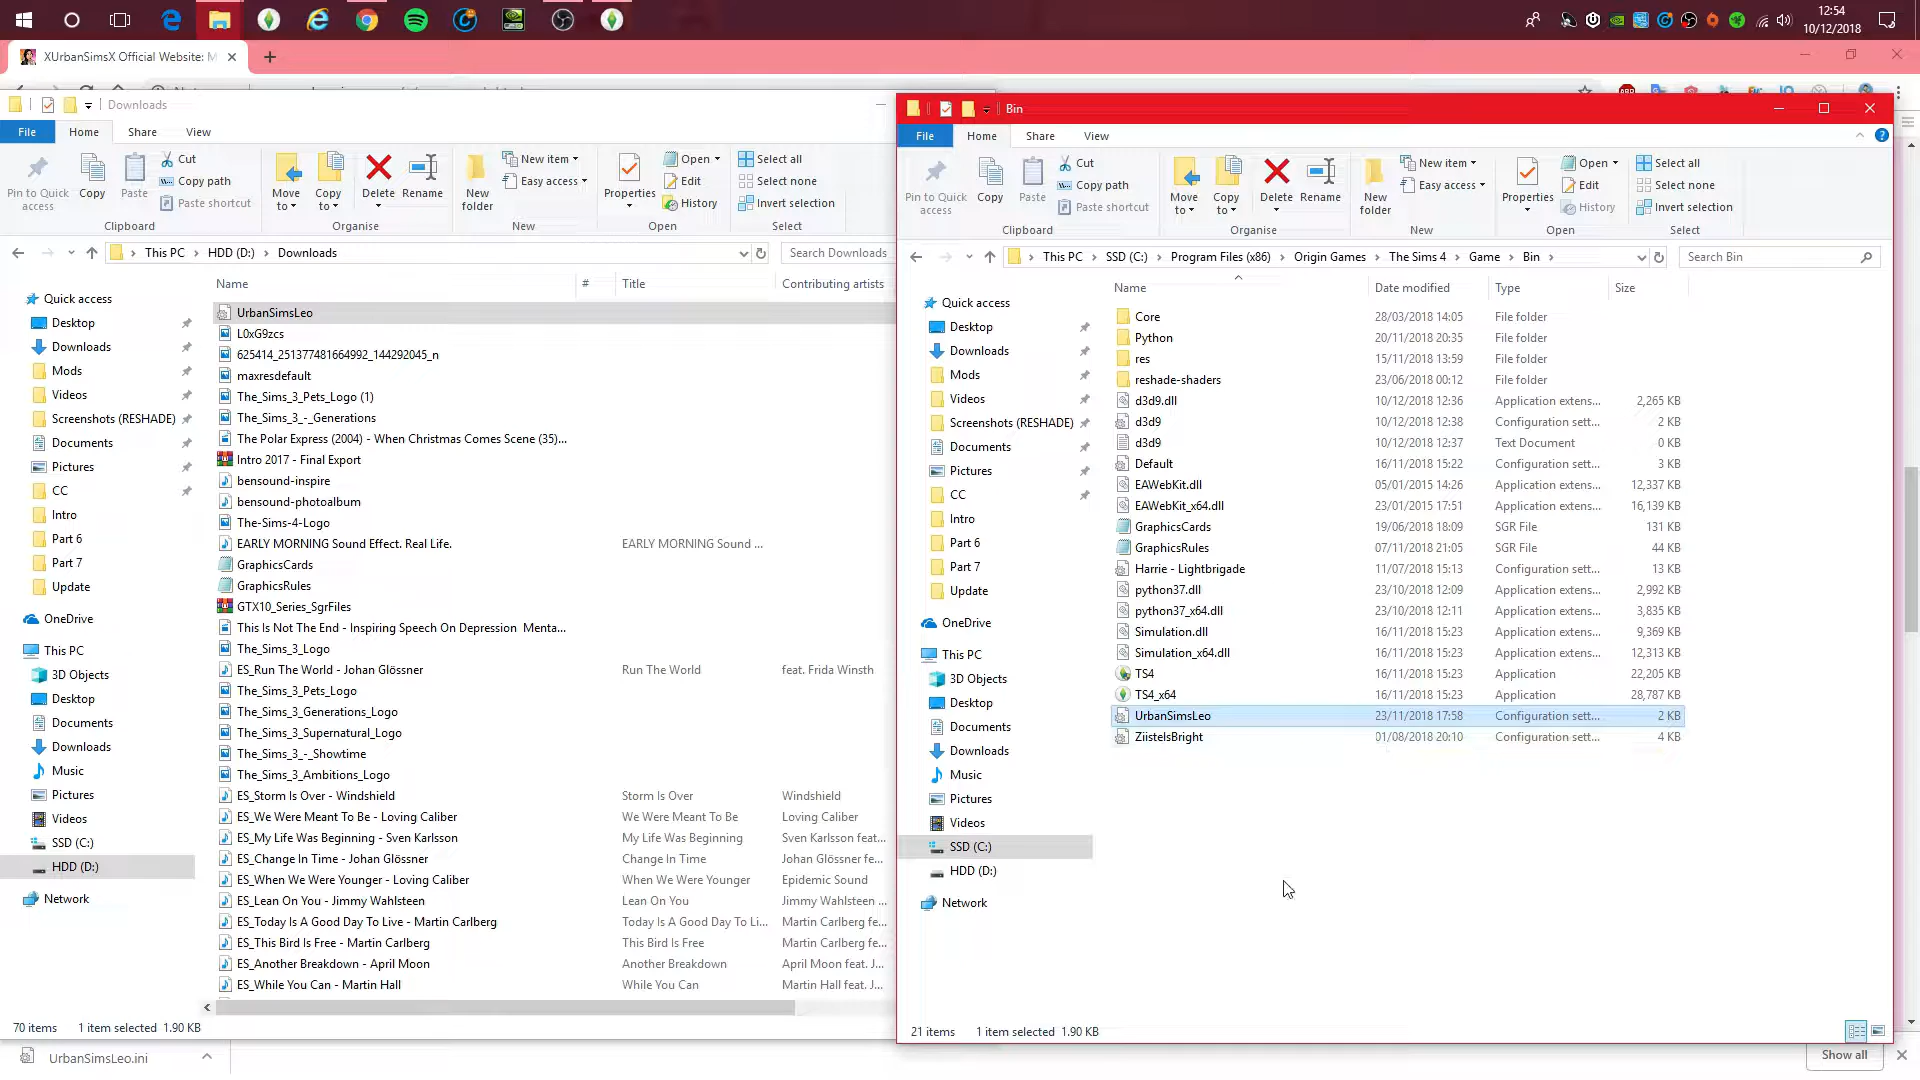 12:54
10/12/2018
XUrbanSimsX Official Website: M
Downloads
File Home Share View
Pin to Quick access
Copy
Paste
Cut
Copy path
Paste shortcut
Clipboard
Move to
Copy to
Delete
Rename
Organise
New folder
New item
Easy access
New
Properties
Open
Edit
History
Open
Select all
Select none
Invert selection
Select
This PC > HDD (D:) > Downloads
Search Downloads
Name # Title Contributing artists
Quick access
Desktop
Downloads
Mods
Videos
Screenshots (RESHADE)
Documents
Pictures
CC
Intro
Part 6
Part 7
Update
OneDrive
This PC
3D Objects
Desktop
Documents
Downloads
Music
Pictures
Videos
SSD (C:)
HDD (D:)
Network
UrbanSimsLeo
L0xG9zcs
625414_251377481664992_144292045_n
maxresdefault
The_Sims_3_Pets_Logo (1)
The_Sims_3_-_Generations
The Polar Express (2004) - When Christmas Comes Scene (35)...
Intro 2017 - Final Export
bensound-inspire
bensound-photoalbum
The-Sims-4-Logo
EARLY MORNING Sound Effect. Real Life. EARLY MORNING Sound ...
GraphicsCards
GraphicsRules
GTX10_Series_SgrFiles
This Is Not The End - Inspiring Speech On Depression Menta...
The_Sims_3_Logo
ES_Run The World - Johan Glössner Run The World feat. Frida Winsth
The_Sims_3_Pets_Logo
The_Sims_3_Generations_Logo
The_Sims_3_Supernatural_Logo
The_Sims_3_-_Showtime
The_Sims_3_Ambitions_Logo
ES_Storm Is Over - Windshield Storm Is Over Windshield
ES_We Were Meant To Be - Loving Caliber We Were Meant To Be Loving Caliber
ES_My Life Was Beginning - Sven Karlsson My Life Was Beginning Sven Karlsson feat...
ES_Change In Time - Johan Glössner Change In Time Johan Glössner fe...
ES_When We Were Younger - Loving Caliber When We Were Younger Epidemic Sound
ES_Lean On You - Jimmy Wahlsteen Lean On You Jimmy Wahlsteen ...
ES_Today Is A Good Day To Live - Martin Carlberg Today Is A Good Day To Li... Martin Carlberg fe...
ES_This Bird Is Free - Martin Carlberg This Bird Is Free Martin Carlberg fe...
ES_Another Breakdown - April Moon Another Breakdown April Moon feat. J...
ES_While You Can - Martin Hall While You Can Martin Hall feat. J...
70 items 1 item selected 1.90 KB
UrbanSimsLeo.ini
Show all
Bin
File Home Share View
Pin to Quick access
Copy
Paste
Cut
Copy path
Paste shortcut
Clipboard
Move to
Copy to
Delete
Rename
Organise
New folder
New item
Easy access
New
Properties
Open
Edit
History
Open
Select all
Select none
Invert selection
Select
This PC > SSD (C:) > Program Files (x86) > Origin Games > The Sims 4 > Game > Bin >
Search Bin
Name Date modified Type Size
Quick access
Desktop
Downloads
Mods
Videos
Screenshots (RESHADE)
Documents
Pictures
CC
Intro
Part 6
Part 7
Update
OneDrive
This PC
3D Objects
Desktop
Documents
Downloads
Music
Pictures
Videos
SSD (C:)
HDD (D:)
Network
Core 28/03/2018 14:05 File folder
Python 20/11/2018 20:35 File folder
res 15/11/2018 13:59 File folder
reshade-shaders 23/06/2018 00:12 File folder
d3d9.dll 10/12/2018 12:36 Application extens... 2,265 KB
d3d9 10/12/2018 12:38 Configuration sett... 2 KB
d3d9 10/12/2018 12:37 Text Document 0 KB
Default 16/11/2018 15:22 Configuration sett... 3 KB
EAWebKit.dll 05/01/2015 14:26 Application extens... 12,337 KB
EAWebKit_x64.dll 23/01/2015 17:51 Application extens... 16,139 KB
GraphicsCards 19/06/2018 18:09 SGR File 131 KB
GraphicsRules 07/11/2018 21:05 SGR File 44 KB
Harrie - Lightbrigade 11/07/2018 15:13 Configuration sett... 13 KB
python37.dll 23/10/2018 12:09 Application extens... 2,992 KB
python37_x64.dll 23/10/2018 12:11 Application extens... 3,835 KB
Simulation.dll 16/11/2018 15:23 Application extens... 9,369 KB
Simulation_x64.dll 16/11/2018 15:23 Application extens... 12,313 KB
TS4 16/11/2018 15:23 Application 22,205 KB
TS4_x64 16/11/2018 15:23 Application 28,787 KB
UrbanSimsLeo 23/11/2018 17:58 Configuration sett... 2 KB
ZiistelsBright 01/08/2018 20:10 Configuration sett... 4 KB
21 items 1 item selected 1.90 KB